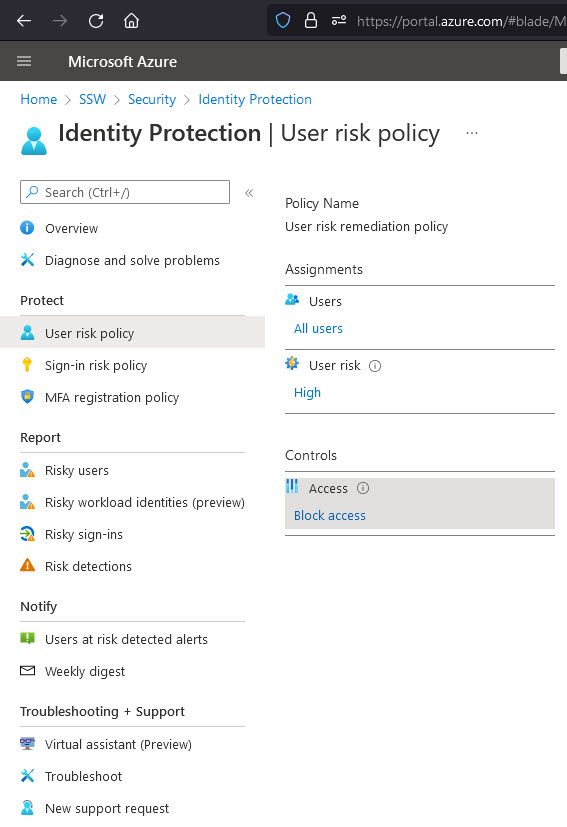 https://portal.azure.com/#blade/M
Microsoft Azure
Home > SSW > Security > Identity Protection
Identity Protection | User risk policy ...
Search (Ctrl+/)
«
Overview
Diagnose and solve problems
Protect
User risk policy
Sign-in risk policy
MFA registration policy
Report
Risky users
Risky workload identities (preview)
Risky sign-ins
Risk detections
Notify
Users at risk detected alerts
Weekly digest
Troubleshooting + Support
Virtual assistant (Preview)
Troubleshoot
New support request
Policy Name
User risk remediation policy
Assignments
Users
All users
User risk
High
Controls
Access
Block access